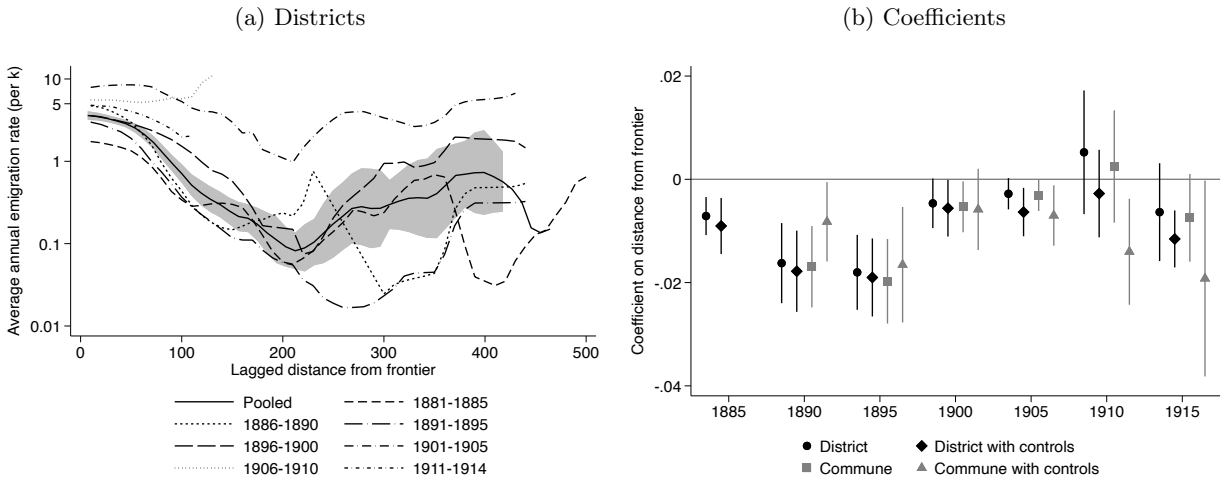 (a) Districts
(b) Coefficients
Average annual emigration rate (per k)
10
5
1
0.1
0.01
0
100
200
300
400
500
Lagged distance from frontier
Pooled
1881-1885
1886-1890
1891-1895
1896-1900
1901-1905
1906-1910
1911-1914
Coefficient on distance from frontier
.02
0
-.02
-.04
1885
1890
1895
1900
1905
1910
1915
District
District with controls
Commune
Commune with controls